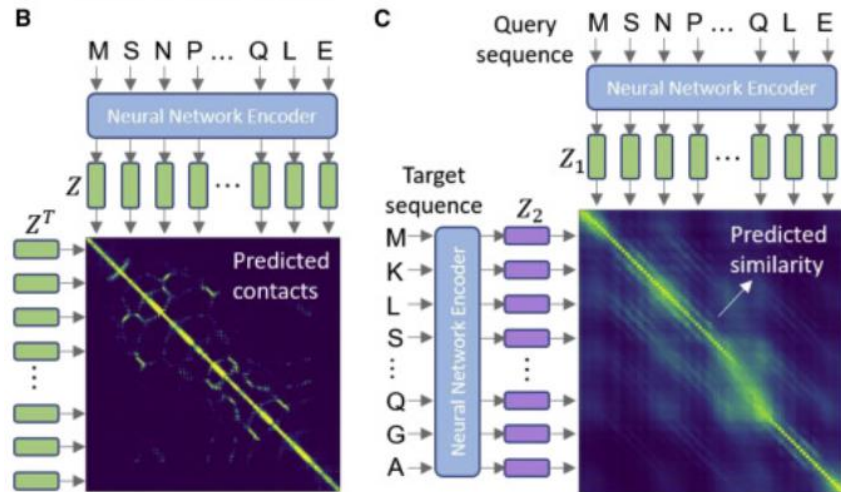 B
M S N P ... Q L E
Neural Network Encoder
Z
...
Z^T
Predicted
contacts
C
Query
sequence
M S N P ... Q L E
Neural Network Encoder
Z_1
...
Target
sequence
Z_2
M
K
L
S
⋮
Q
G
A
Neural Network Encoder
Predicted
similarity